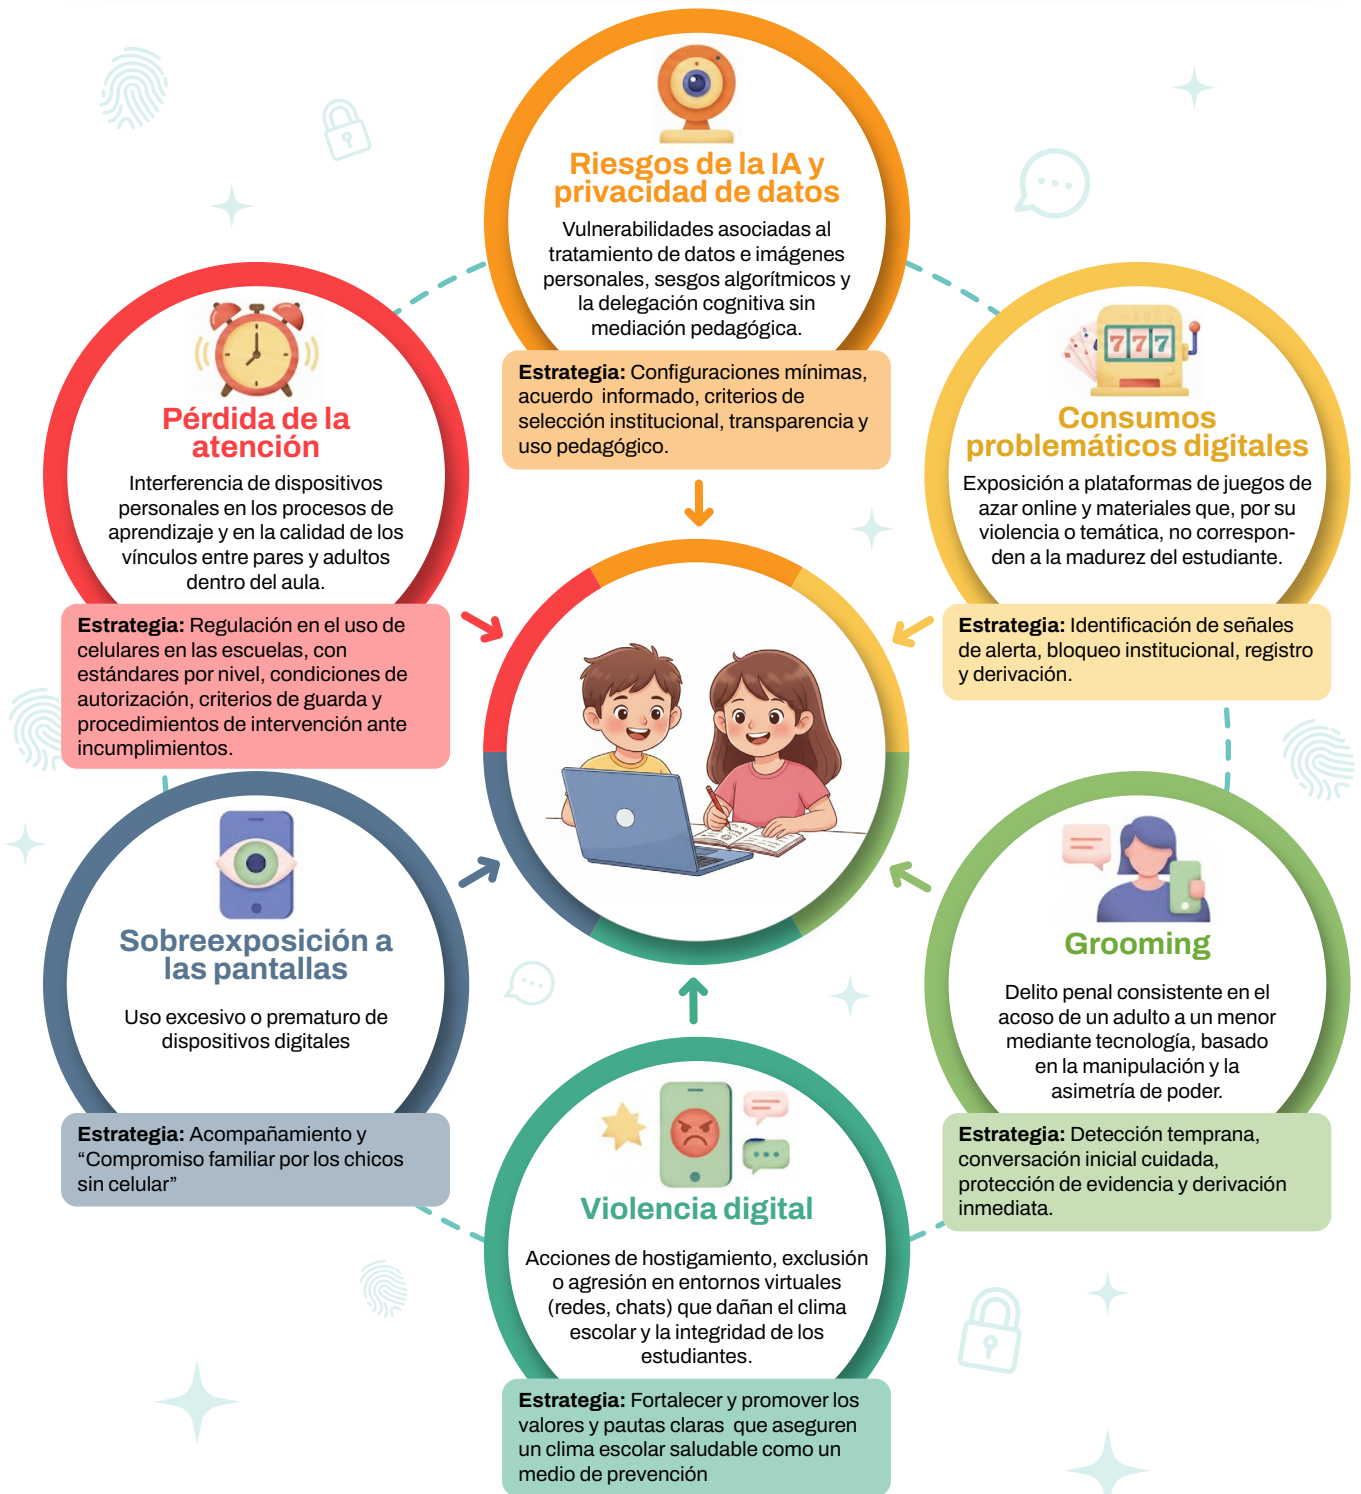 Riesgos de la IA y
privacidad de datos
Vulnerabilidades asociadas al
tratamiento de datos e imágenes
personales, sesgos algorítmicos y
la delegación cognitiva sin
mediación pedagógica.
Estrategia: Configuraciones mínimas,
acuerdo informado, criterios de
selección institucional, transparencia y
uso pedagógico.
Pérdida de la
atención
Interferencia de dispositivos
personales en los procesos de
aprendizaje y en la calidad de los
vínculos entre pares y adultos
dentro del aula.
Estrategia: Regulación en el uso de
celulares en las escuelas, con
estándares por nivel, condiciones de
autorización, criterios de guarda y
procedimientos de intervención ante
incumplimientos.
777
Consumos
problemáticos digitales
Exposición a plataformas de juegos de
azar online y materiales que, por su
violencia o temática, no correspon-
den a la madurez del estudiante.
Estrategia: Identificación de señales
de alerta, bloqueo institucional, registro
y derivación.
Sobreexposición a
las pantallas
Uso excesivo o prematuro de
dispositivos digitales
Estrategia: Acompañamiento y
“Compromiso familiar por los chicos
sin celular”
Grooming
Delito penal consistente en el
acoso de un adulto a un menor
mediante tecnología, basado
en la manipulación y la
asimetría de poder.
Estrategia: Detección temprana,
conversación inicial cuidada,
protección de evidencia y derivación
inmediata.
Violencia digital
Acciones de hostigamiento, exclusión
o agresión en entornos virtuales
(redes, chats) que dañan el clima
escolar y la integridad de los
estudiantes.
Estrategia: Fortalecer y promover los
valores y pautas claras que aseguren
un clima escolar saludable como un
medio de prevención